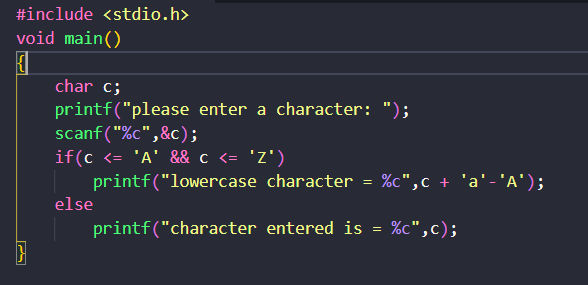 #include <stdio.h>
void main()
{
    char c;
    printf("please enter a character: ");
    scanf("%c",&c);
    if(c <= 'A' && c <= 'Z')
        printf("lowercase character = %c",c + 'a'-'A');
    else
        printf("character entered is = %c",c);
}